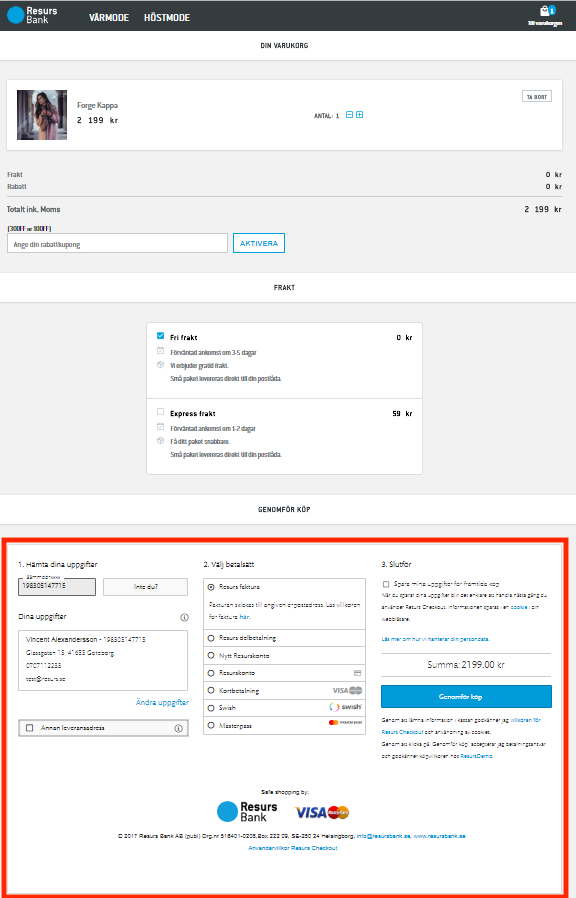 Resurs
Bank
VÄRMODE
HÖSTMODE
1
Till varukorgen
DIN VARUKORG
Forge Kappa
2 199 kr
ANTAL: 1
TA BORT
Frakt
0 kr
Rabatt
0 kr
Totalt ink. Moms
2 199 kr
(300FF or 100FF)
Ange din rabattkupong
AKTIVERA
FRAKT
Fri frakt
0 kr
Förväntad ankomst om 3-5 dagar
Vi erbjuder gratid frakt.
Små paket levereras direkt till din postlåda.
Express frakt
59 kr
Förväntad ankomst om 1-2 dagar
Få ditt paket snabbare.
Små paket levereras direkt till din postlåda.
GENOMFÖR KÖP
1. Hämta dina uppgifter
198305147715
Inte du?
Dina uppgifter
Vincent Alexandersson - 198305147715
Glassgatan 15, 41655 Göteborg
0707112233
test@resurs.se
Ändra uppgifter
Annan leveransadress
2. Välj betalsätt
Resurs faktura
Fakturan skickas till angiven e-postadress. Läs villkoren
för faktura här.
Resurs delbetalning
Nytt Resurskonto
Resurskonto
Kortbetalning
VISA
Swish
swish
Masterpass
masterpass
3. Slutför
Spara mina uppgifter för framtida köp
När du sparar dina uppgifter blir det enklare att handla nästa gång du
använder Resurs Checkout. Informationen sparas i en cookie i din
webbläsare.
Läs mer om hur vi hanterar din persondata.
Summa: 2199.00 kr
Genomför köp
Genom att lämna information i kassan godkänner jag villkoren för
Resurs Checkout och användning av cookies.
Genom att klicka på Genomför köp, accepterar jag betalningsansvar
och godkänner köpvillkoren hos ResursDemo.
Safe shopping by:
Resurs
Bank
VISA
MasterCard
© 2017 Resurs Bank AB (publ) Org.nr 516401-0208,Box 222 09, SE-250 24 Helsingborg, info@resursbank.se, www.resursbank.se
Användarvillkor Resurs Checkout